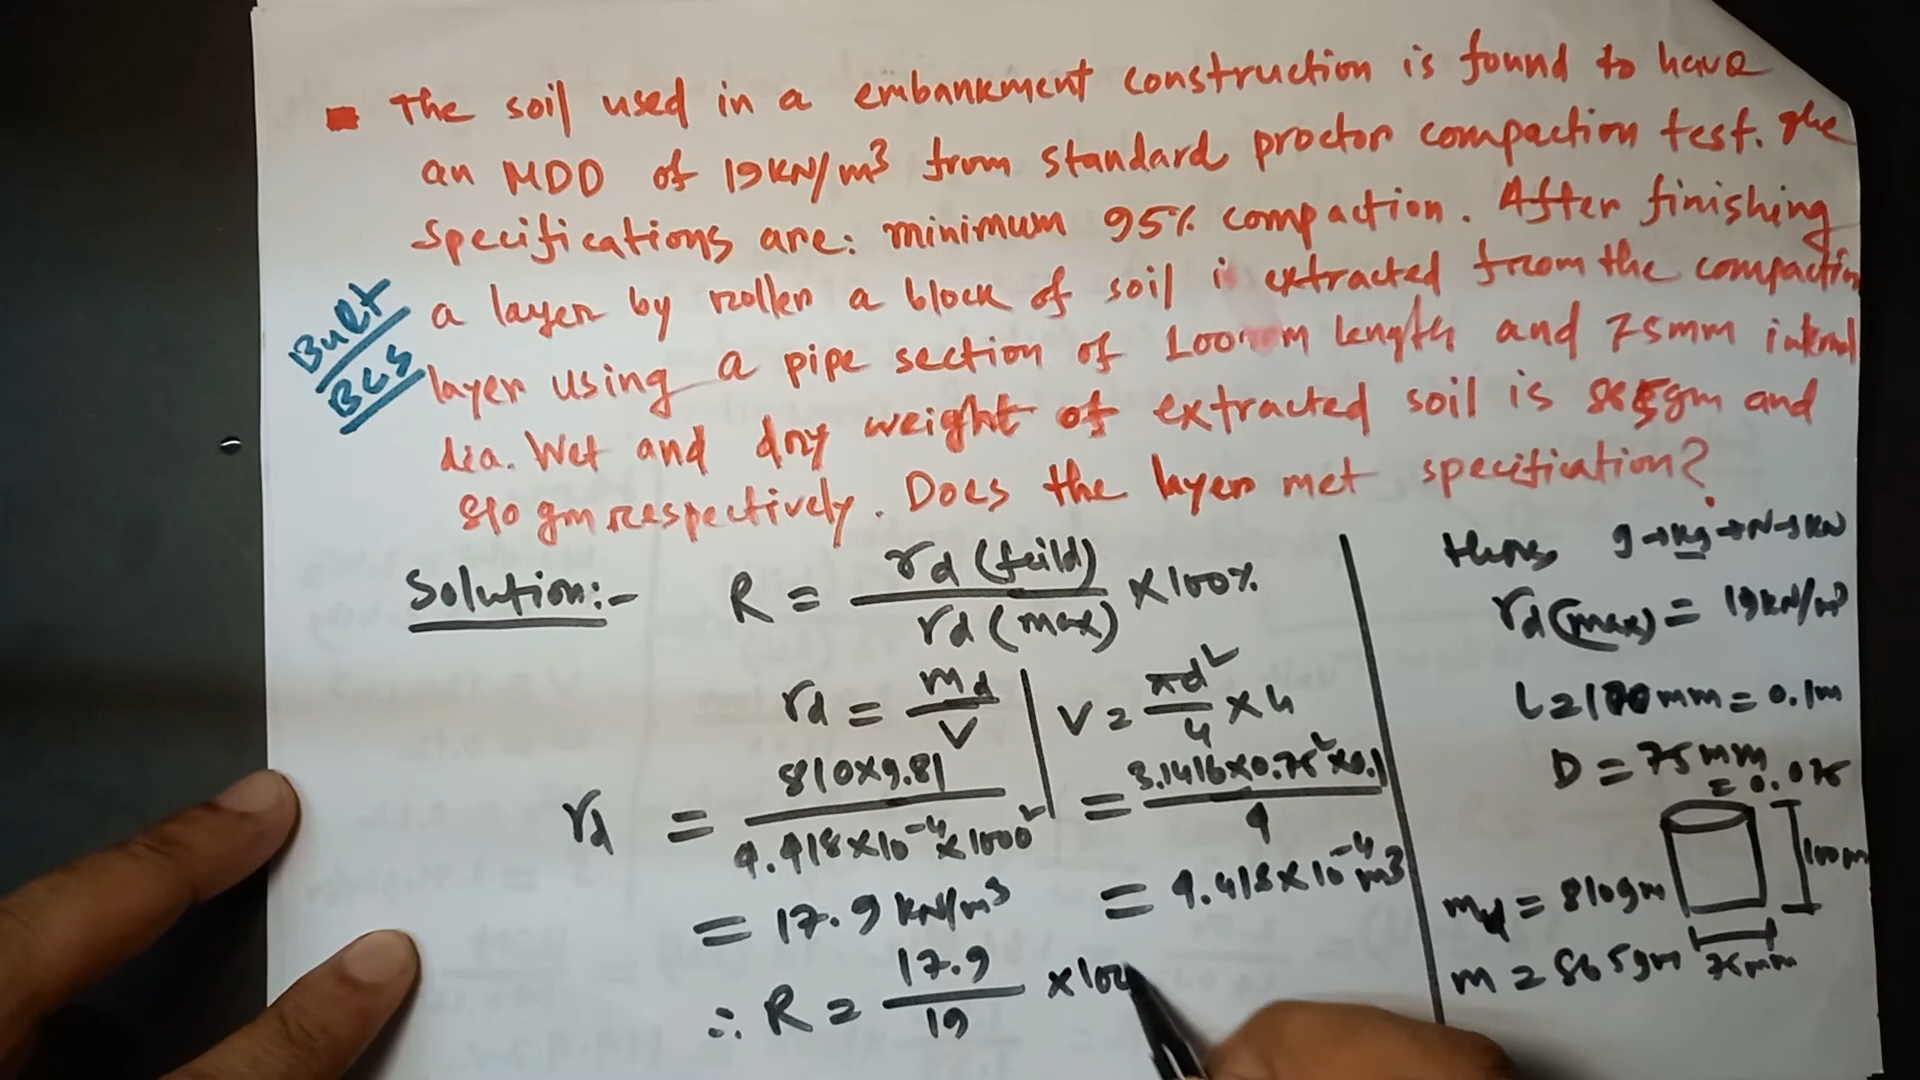 The soil used in a embankment construction is found to have
an MDD of 19kN/m³ from standard proctor compaction test. The
specifications are: minimum 95% compaction. After finishing
a layer by roller a block of soil is extracted from the compaction
layer using a pipe section of 100mm length and 75mm internal
dia. Wet and dry weight of extracted soil is 865gm and
810 gm respectively. Does the layer met specification?
BUET
BCS
Solution:-
R = γd (feild) / γd (max) × 100%
γd = md / V
V = πd² / 4 × 4
γd = 810×9.81 / 4.418×10⁻⁴×1000²
= 3.1416×0.75²×0.1 / 4
= 17.9 kN/m³
= 4.418×10⁻⁴ m³
∴ R = 17.9 / 19 ×100
g→kg→N→kN
γd(max) = 19kN/m³
L=100mm = 0.1m
D = 75mm
= 0.075
100m
md = 810gm
m = 865gm
75mm